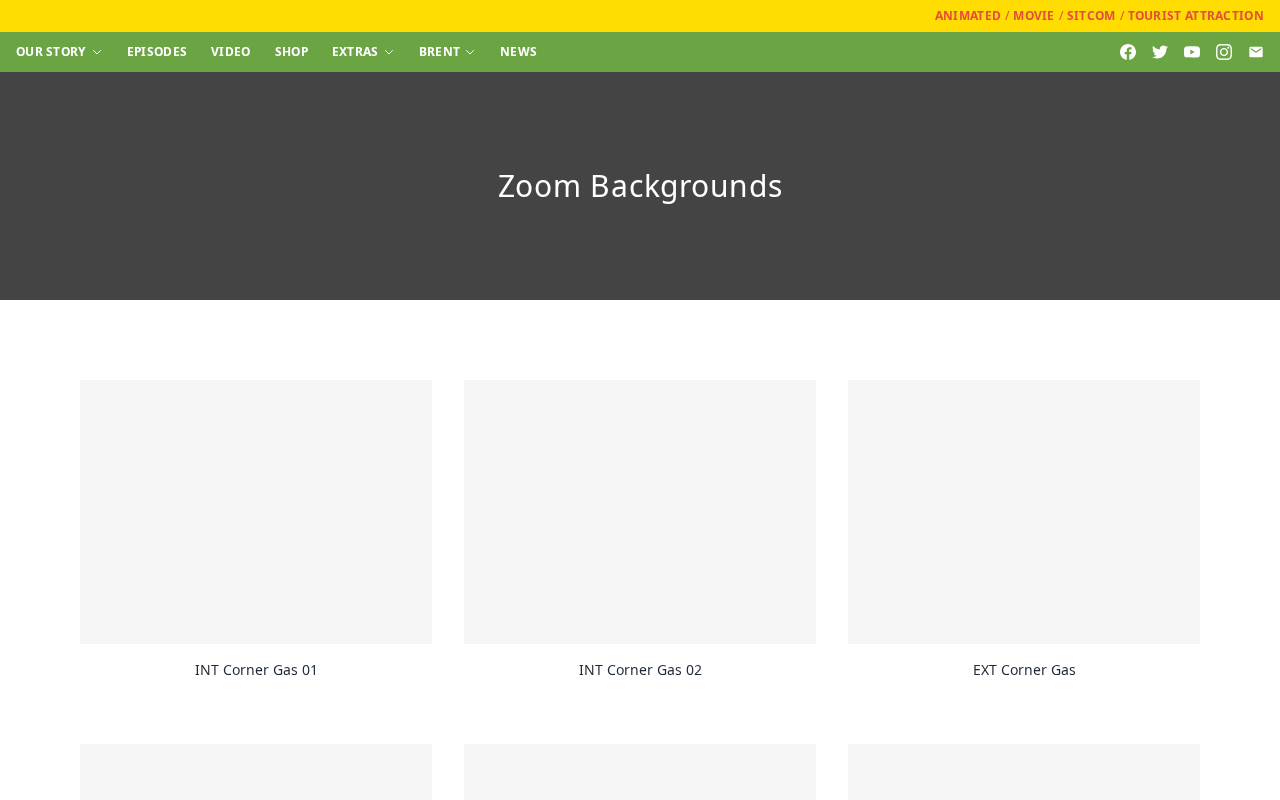 ANIMATED / MOVIE / SITCOM / TOURIST ATTRACTION
OUR STORY EPISODES VIDEO SHOP EXTRAS BRENT NEWS
Zoom Backgrounds
INT Corner Gas 01 INT Corner Gas 02 EXT Corner Gas